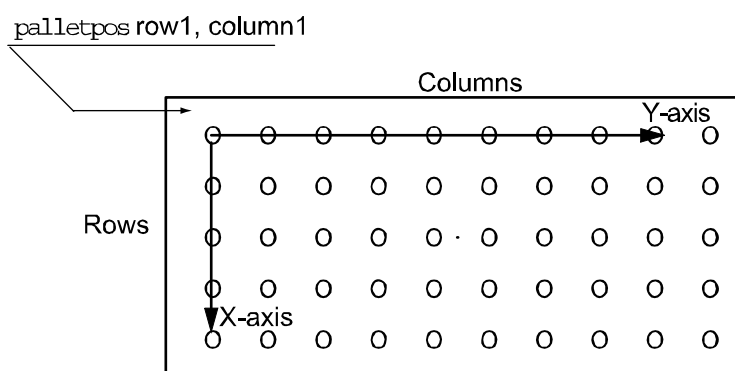 palletpos row1, column1
Columns
Y-axis
Rows
X-axis